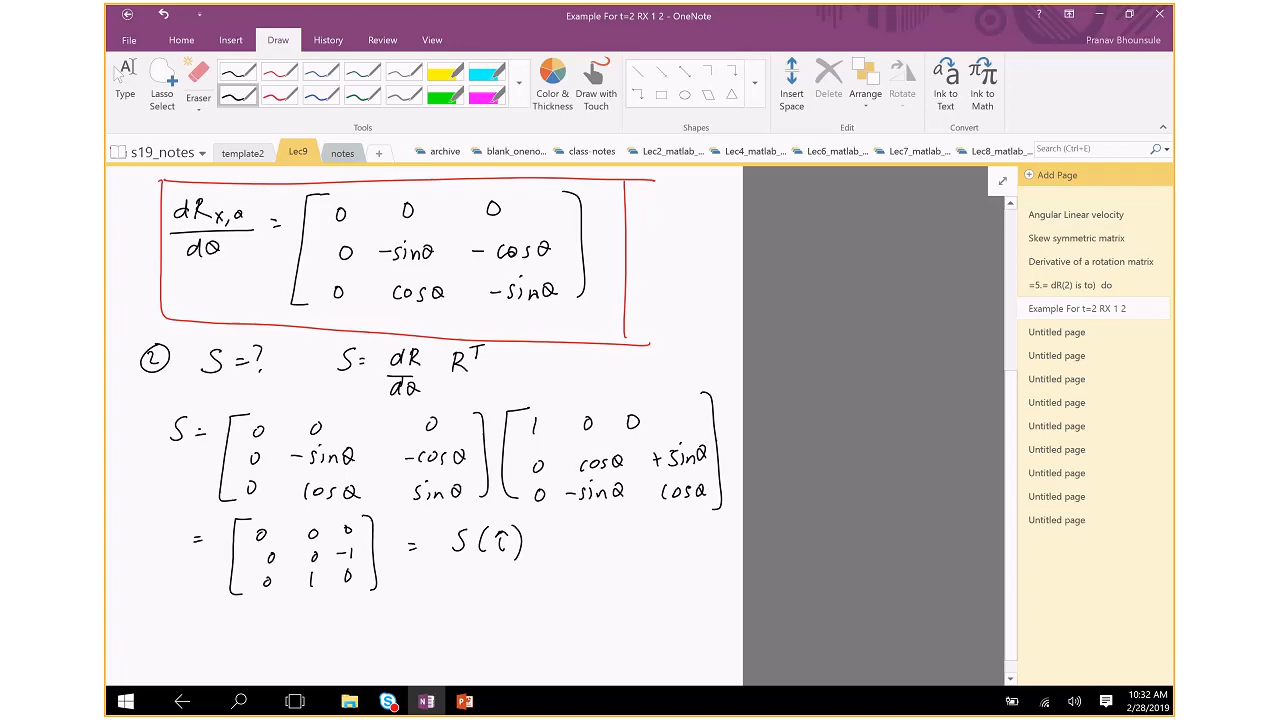 Example For t=2 RX 1 2 - OneNote
File Home Insert Draw History Review View Pranav Bhounsule
Type Lasso Select Eraser Color & Thickness Draw with Touch Insert Space Delete Arrange Rotate Ink to Text Ink to Math
Tools Shapes Edit Convert
s19_notes template2 Lec9 notes + archive blank_oneno... class-notes Lec2_matlab_... Lec4_matlab_... Lec6_matlab_... Lec7_matlab_... Lec8_matlab_... Search (Ctrl+E)
Add Page
Angular Linear velocity
Skew symmetric matrix
Derivative of a rotation matrix
=5.= dR(2) is to) do
Example For t=2 RX 1 2
Untitled page
Untitled page
Untitled page
Untitled page
Untitled page
Untitled page
Untitled page
Untitled page
Untitled page
dRx,θ
dθ
=
0 0 0
0 -sinθ - cosθ
0 cosθ -sinθ
② S=? S= dR/dθ R^T
S=
0 0 0
0 -sinθ -cosθ
0 cosθ sinθ
1 0 0
0 cosθ +sinθ
0 -sinθ cosθ
=
0 0 0
0 0 -1
0 1 0
= S(î)
10:32 AM
2/28/2019